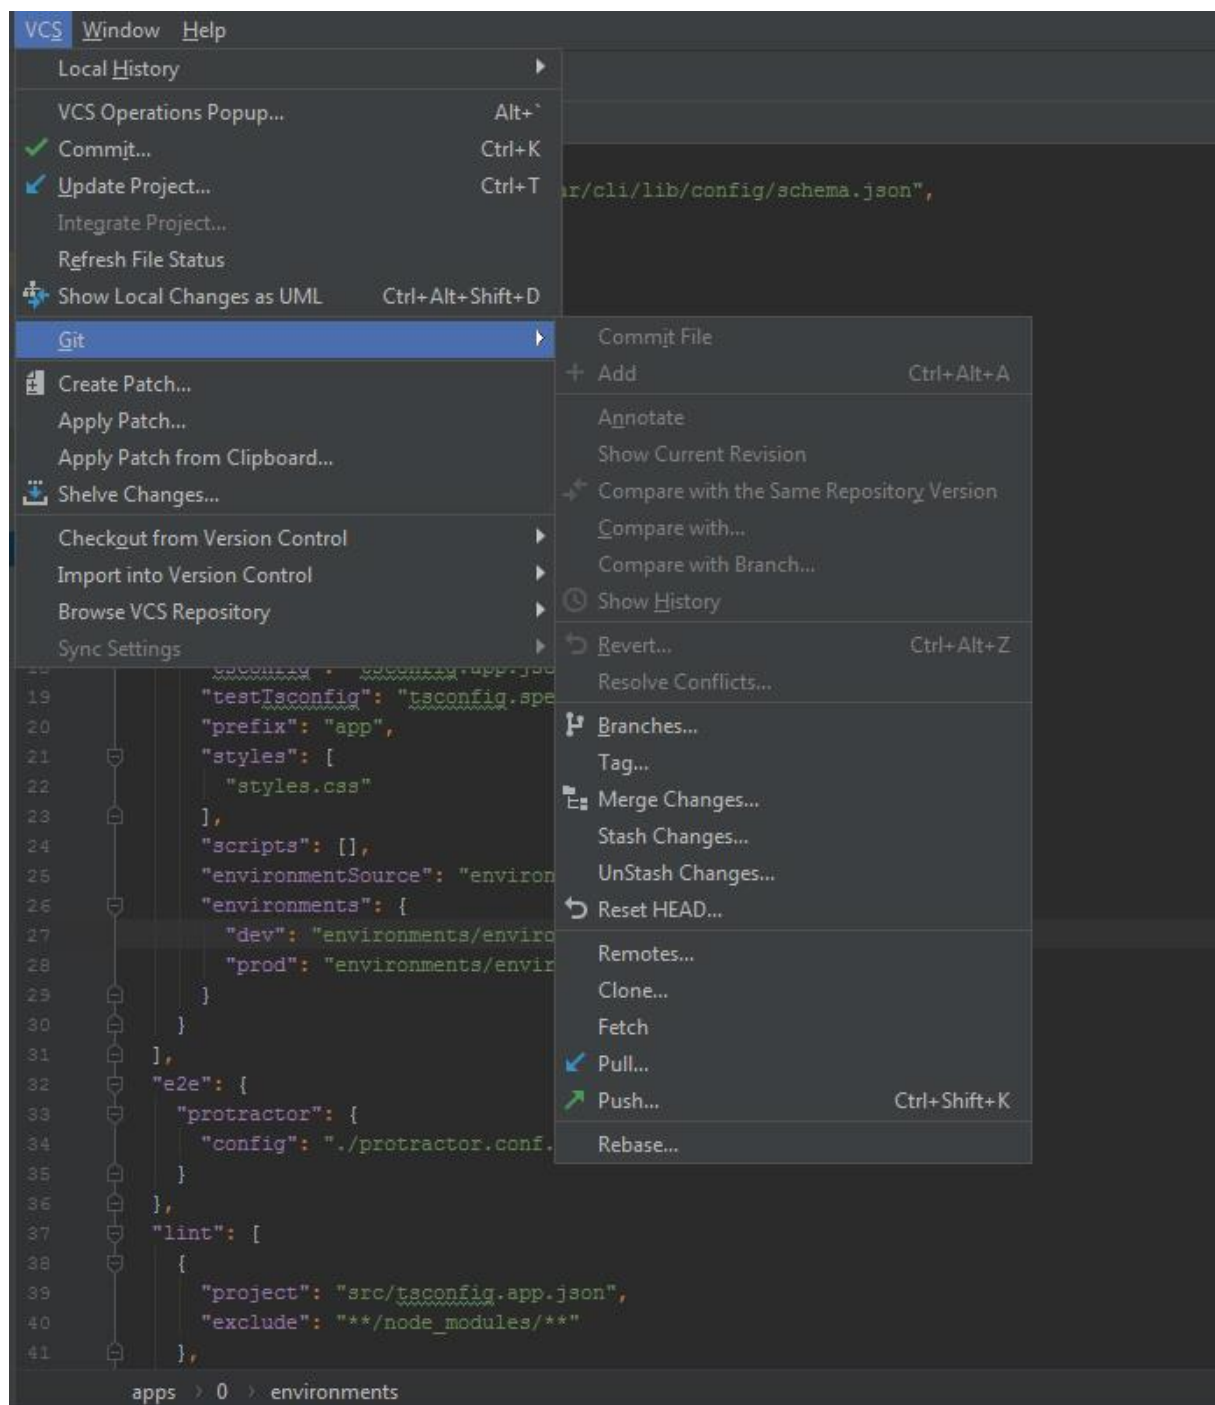 VCS Window Help
Local History
VCS Operations Popup... Alt+`
Commit... Ctrl+K
Update Project... Ctrl+T
Integrate Project...
Refresh File Status
Show Local Changes as UML Ctrl+Alt+Shift+D
Git
Create Patch...
Apply Patch...
Apply Patch from Clipboard...
Shelve Changes...
Checkout from Version Control
Import into Version Control
Browse VCS Repository
Sync Settings
Commit File
Add Ctrl+Alt+A
Annotate
Show Current Revision
Compare with the Same Repository Version
Compare with...
Compare with Branch...
Show History
Revert... Ctrl+Alt+Z
Resolve Conflicts...
Branches...
Tag...
Merge Changes...
Stash Changes...
UnStash Changes...
Reset HEAD...
Remotes...
Clone...
Fetch
Pull...
Push... Ctrl+Shift+K
Rebase...
ar/cli/lib/config/schema.json",
19 "testTsconfig": "tsconfig.spe
20 "prefix": "app",
21 "styles": [
22 "styles.css"
23 ],
24 "scripts": [],
25 "environmentSource": "environ
26 "environments": {
27 "dev": "environments/enviro
28 "prod": "environments/envir
29 }
30 }
31 ],
32 "e2e": {
33 "protractor": {
34 "config": "./protractor.conf.
35 }
36 },
37 "lint": [
38 {
39 "project": "src/tsconfig.app.json",
40 "exclude": "**/node_modules/**"
41 },
apps > 0 > environments